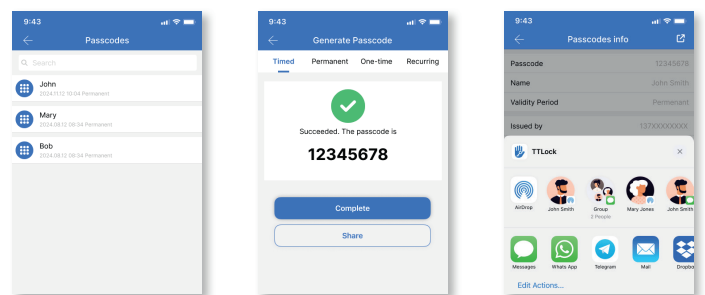 9:43
Passcodes
Search
John
2024.11.12 10:04 Permanent
Mary
2024.08.12 08:34 Permanent
Bob
2024.08.12 08:34 Permanent
9:43
Generate Passcode
Timed Permanent One-time Recurring
Succeeded. The passcode is
12345678
Complete
Share
9:43
Passcodes info
Passcode 12345678
Name John Smith
Validity Period Permenant
Issued by 137XXXXXXXX
TTLock
AirDrop John Smith Group Mary Jones John Smith
2 People
Messages Whats App Telegram Mail Dropbo
Edit Actions...